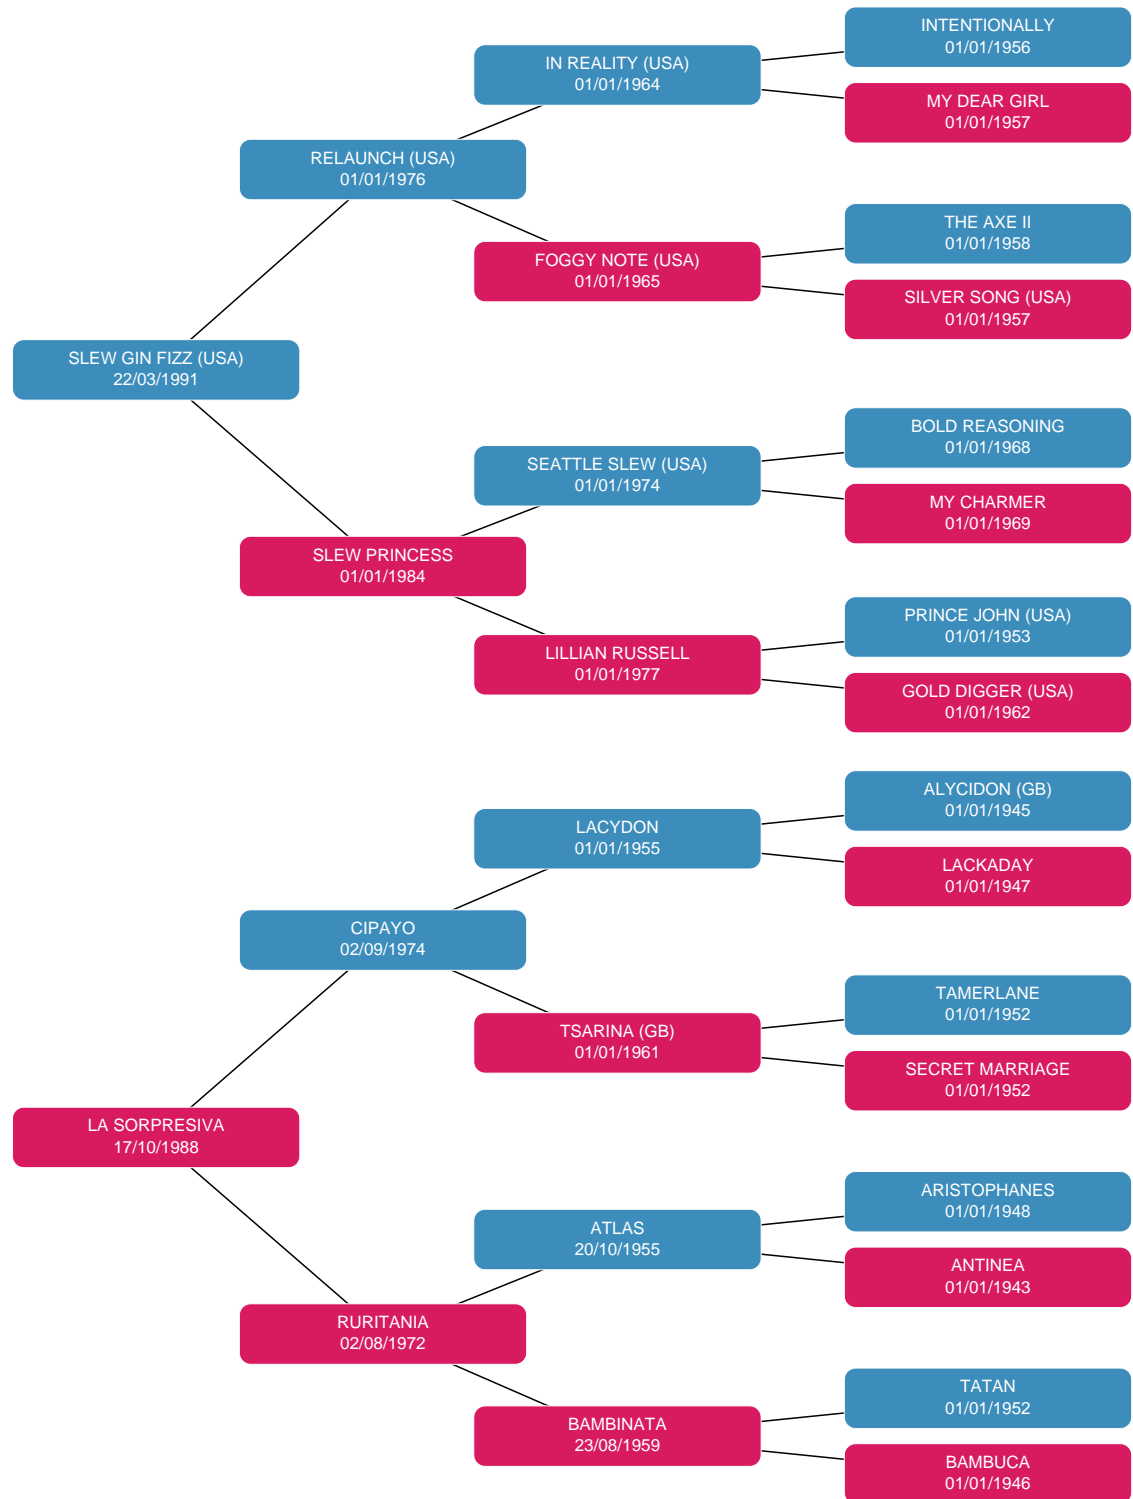 INTENTIONALLY
01/01/1956
IN REALITY (USA)
01/01/1964
MY DEAR GIRL
01/01/1957
RELAUNCH (USA)
01/01/1976
THE AXE II
01/01/1958
FOGGY NOTE (USA)
01/01/1965
SILVER SONG (USA)
01/01/1957
SLEW GIN FIZZ (USA)
22/03/1991
BOLD REASONING
01/01/1968
SEATTLE SLEW (USA)
01/01/1974
MY CHARMER
01/01/1969
SLEW PRINCESS
01/01/1984
PRINCE JOHN (USA)
01/01/1953
LILLIAN RUSSELL
01/01/1977
GOLD DIGGER (USA)
01/01/1962
ALYCIDON (GB)
01/01/1945
LACYDON
01/01/1955
LACKADAY
01/01/1947
CIPAYO
02/09/1974
TAMERLANE
01/01/1952
TSARINA (GB)
01/01/1961
SECRET MARRIAGE
01/01/1952
LA SORPRESIVA
17/10/1988
ARISTOPHANES
01/01/1948
ATLAS
20/10/1955
ANTINEA
01/01/1943
RURITANIA
02/08/1972
TATAN
01/01/1952
BAMBINATA
23/08/1959
BAMBUCA
01/01/1946